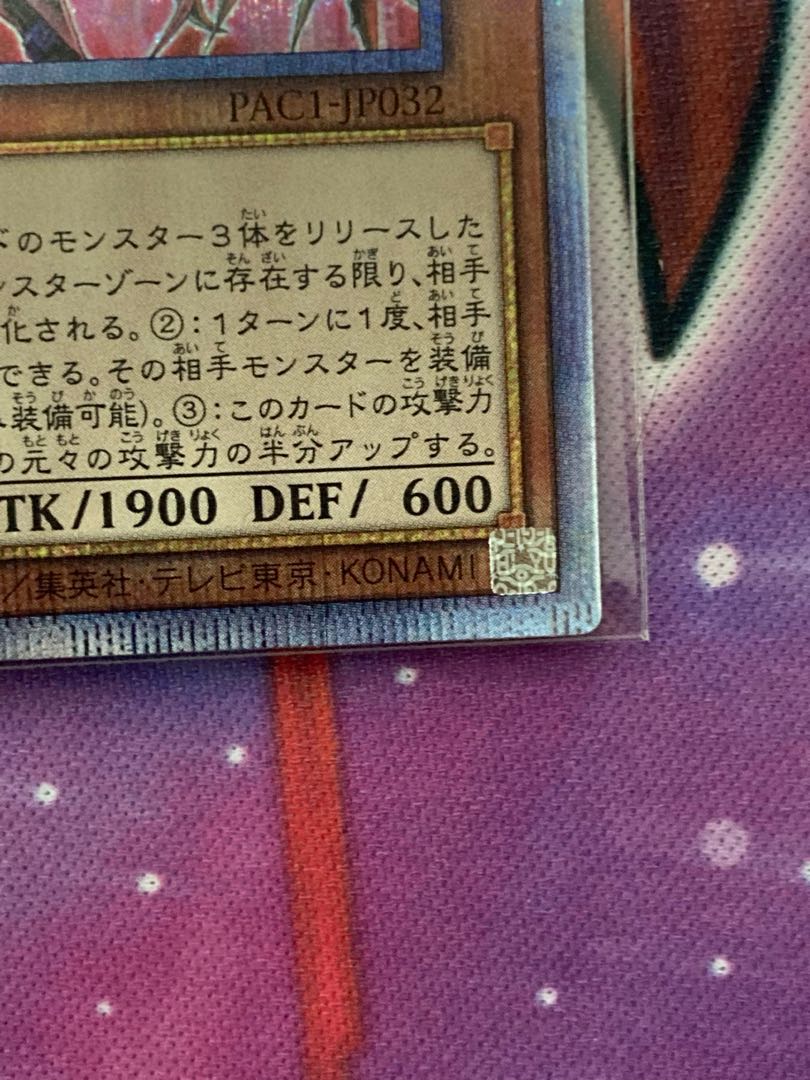 PAC1-JP032
ドのモンスター3体をリリースした
ンスターゾーンに存在する限り、相手
化される。②:1ターンに1度、相手
できる。その相手モンスターを装備
装備可能)。③:このカードの攻撃力
の元々の攻撃力の半分アップする。
TK/1900 DEF/ 600
/集英社・テレビ東京・KONAMI